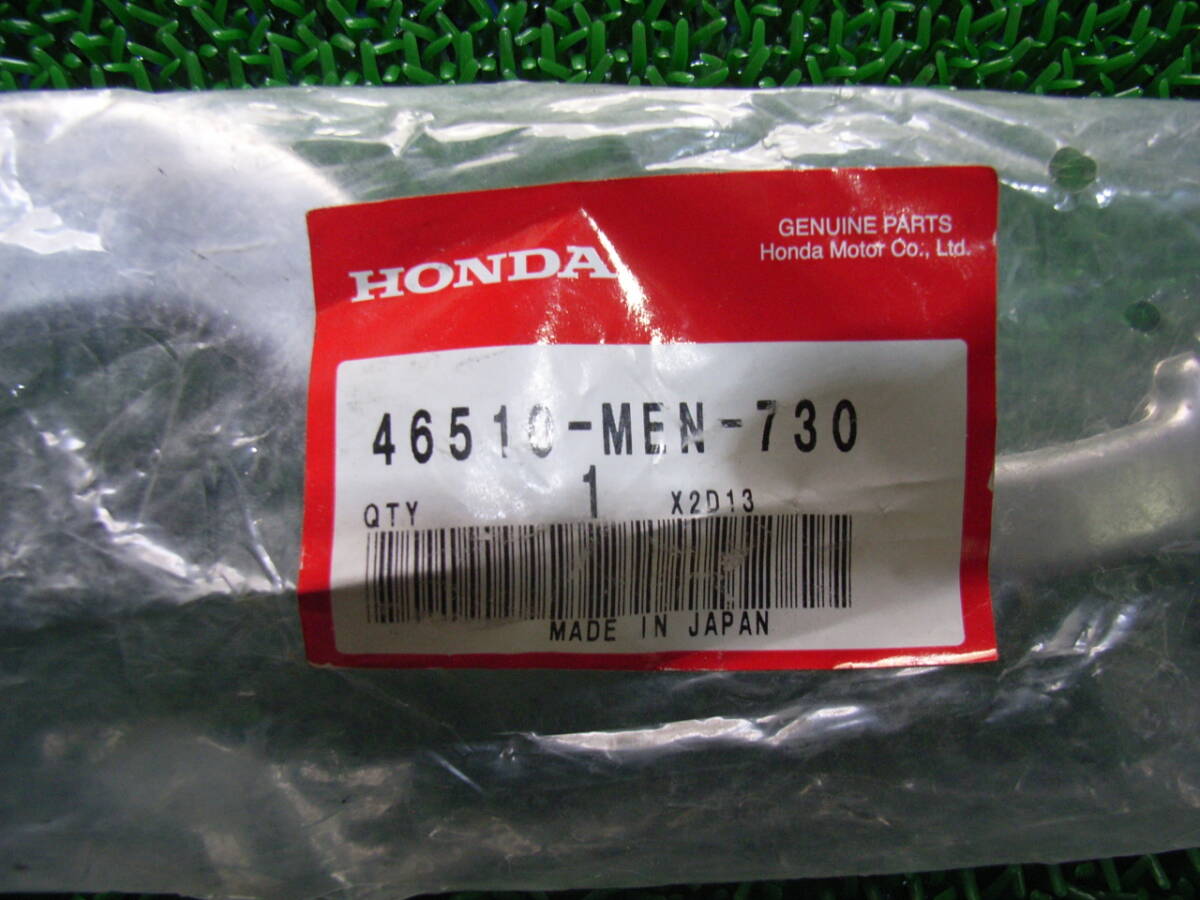 HONDA
GENUINE PARTS
Honda Motor Co., Ltd.
46510-MEN-730
QTY 1 X2D13
MADE IN JAPAN